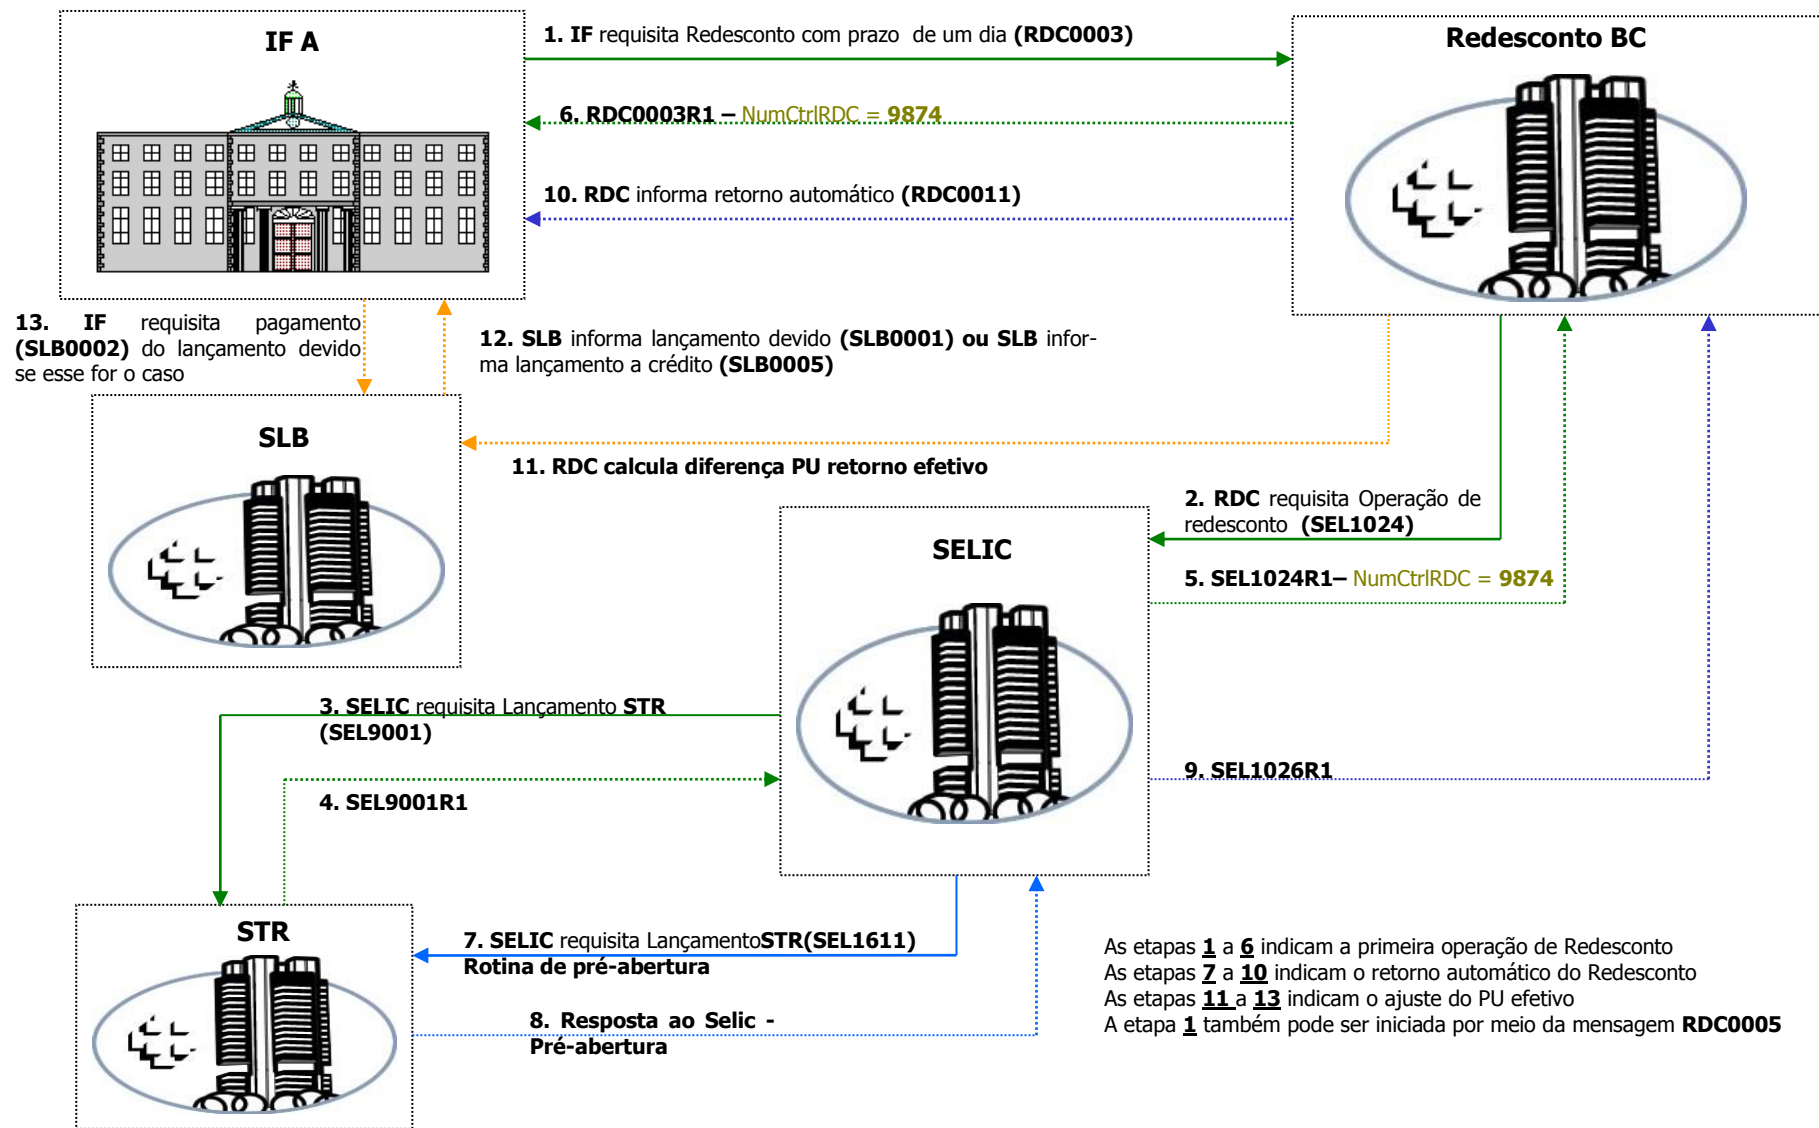 IF A
1. IF requisita Redesconto com prazo de um dia (RDC0003)
Redesconto BC
6. RDC0003R1 – NumCtrlRDC = 9874
10. RDC informa retorno automático (RDC0011)
13. IF requisita pagamento
(SLB0002) do lançamento devido
se esse for o caso
12. SLB informa lançamento devido (SLB0001) ou SLB infor-
ma lançamento a crédito (SLB0005)
SLB
11. RDC calcula diferença PU retorno efetivo
2. RDC requisita Operação de
redesconto (SEL1024)
SELIC
5. SEL1024R1– NumCtrlRDC = 9874
3. SELIC requisita Lançamento STR
(SEL9001)
4. SEL9001R1
9. SEL1026R1
STR
7. SELIC requisita LançamentoSTR(SEL1611)
Rotina de pré-abertura
8. Resposta ao Selic -
Pré-abertura
As etapas 1 a 6 indicam a primeira operação de Redesconto
As etapas 7 a 10 indicam o retorno automático do Redesconto
As etapas 11 a 13 indicam o ajuste do PU efetivo
A etapa 1 também pode ser iniciada por meio da mensagem RDC0005